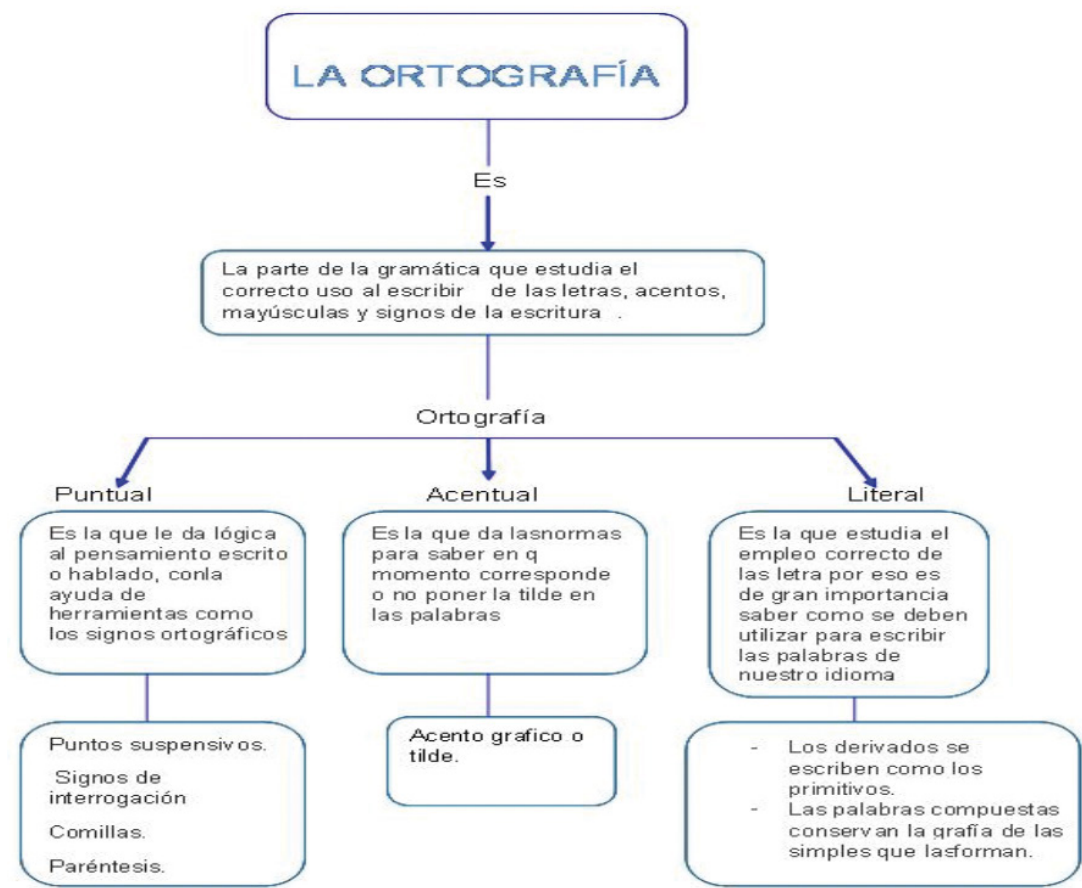 LA ORTOGRAFÍA
Es
La parte de la gramática que estudia el
correcto uso al escribir de las letras, acentos,
mayúsculas y signos de la escritura .
Ortografía
Puntual
Es la que le da lógica
al pensamiento escrito
o hablado, conla
ayuda de
herramientas como
los signos ortográficos
Puntos suspensivos.
Signos de
interrogación
Comillas.
Paréntesis.
Acentual
Es la que da lasnormas
para saber en q
momento corresponde
o no poner la tilde en
las palabras
Acento grafico o
tilde.
Literal
Es la que estudia el
empleo correcto de
las letra por eso es
de gran importancia
saber como se deben
utilizar para escribir
las palabras de
nuestro idioma
- Los derivados se
escriben como los
primitivos.
- Las palabras compuestas
conservan la grafía de las
simples que lasforman.